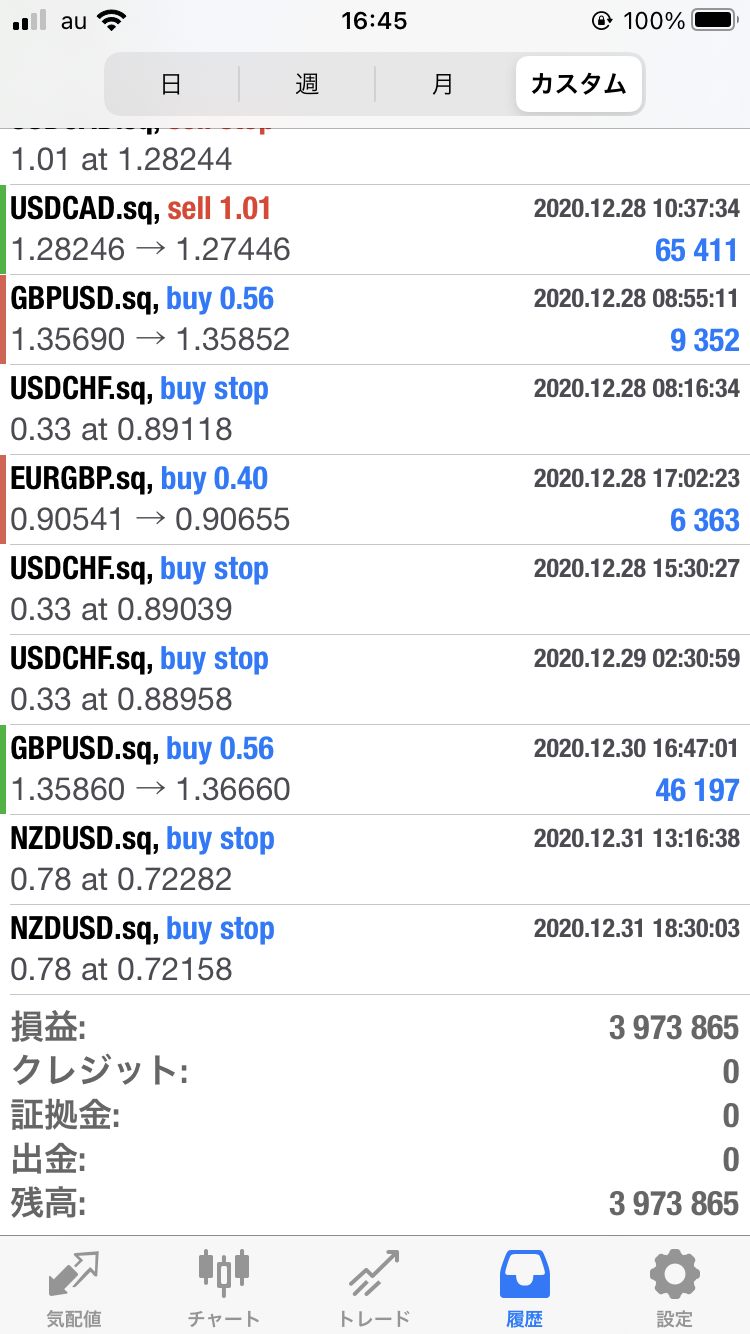 au 16:45 100%
日 週 月 カスタム
1.01 at 1.28244
USDCAD.sq, sell 1.01 2020.12.28 10:37:34
1.28246 → 1.27446 65 411
GBPUSD.sq, buy 0.56 2020.12.28 08:55:11
1.35690 → 1.35852 9 352
USDCHF.sq, buy stop 2020.12.28 08:16:34
0.33 at 0.89118
EURGBP.sq, buy 0.40 2020.12.28 17:02:23
0.90541 → 0.90655 6 363
USDCHF.sq, buy stop 2020.12.28 15:30:27
0.33 at 0.89039
USDCHF.sq, buy stop 2020.12.29 02:30:59
0.33 at 0.88958
GBPUSD.sq, buy 0.56 2020.12.30 16:47:01
1.35860 → 1.36660 46 197
NZDUSD.sq, buy stop 2020.12.31 13:16:38
0.78 at 0.72282
NZDUSD.sq, buy stop 2020.12.31 18:30:03
0.78 at 0.72158
損益: 3 973 865
クレジット: 0
証拠金: 0
出金: 0
残高: 3 973 865
気配値 チャート トレード 履歴 設定